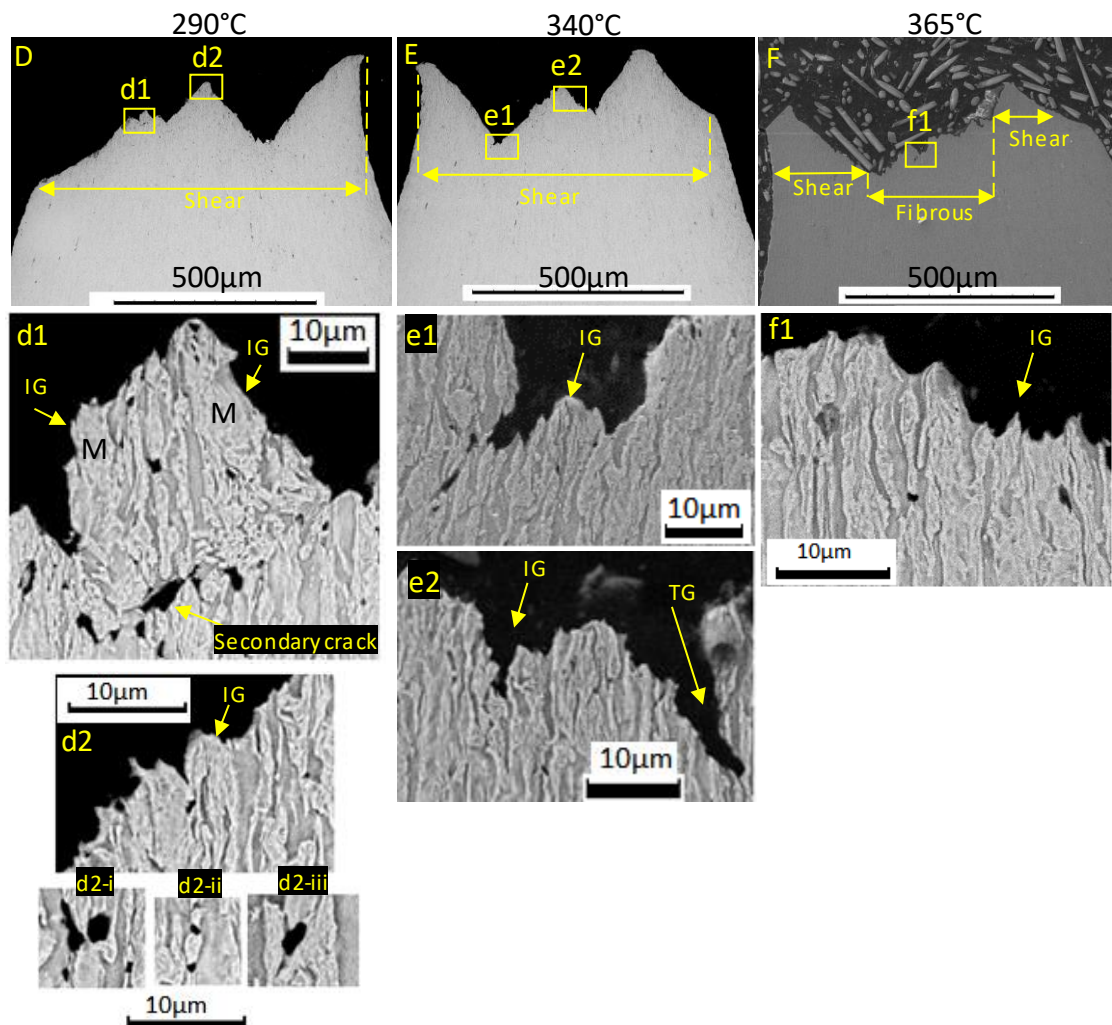 290°C
340°C
365°C
D
d1
d2
Shear
500µm
E
e1
e2
Shear
500µm
F
f1
Shear
Shear
Fibrous
500µm
d1
10µm
IG
IG
M
M
Secondary crack
e1
IG
10µm
f1
IG
10µm
e2
IG
TG
10µm
10µm
d2
IG
d2-i
d2-ii
d2-iii
10µm